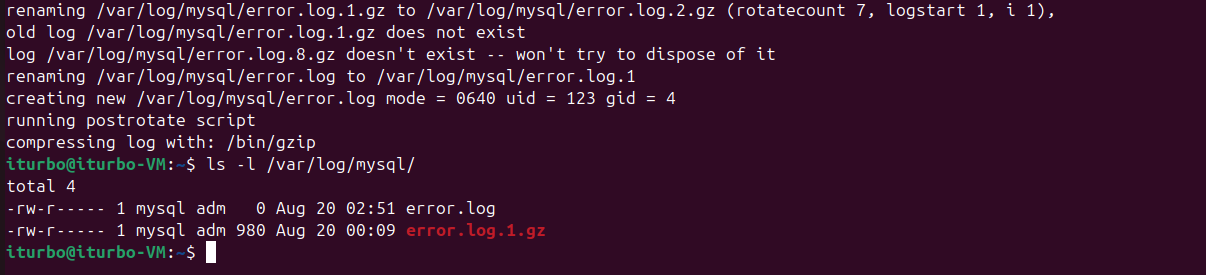 renaming /var/log/mysql/error.log.1.gz to /var/log/mysql/error.log.2.gz (rotatecount 7, logstart 1, i 1),
old log /var/log/mysql/error.log.1.gz does not exist
log /var/log/mysql/error.log.8.gz doesn't exist -- won't try to dispose of it
renaming /var/log/mysql/error.log to /var/log/mysql/error.log.1
creating new /var/log/mysql/error.log mode = 0640 uid = 123 gid = 4
running postrotate script
compressing log with: /bin/gzip
iturbo@iturbo-VM:~$ ls -l /var/log/mysql/
total 4
-rw-r----- 1 mysql adm   0 Aug 20 02:51 error.log
-rw-r----- 1 mysql adm 980 Aug 20 00:09 error.log.1.gz
iturbo@iturbo-VM:~$